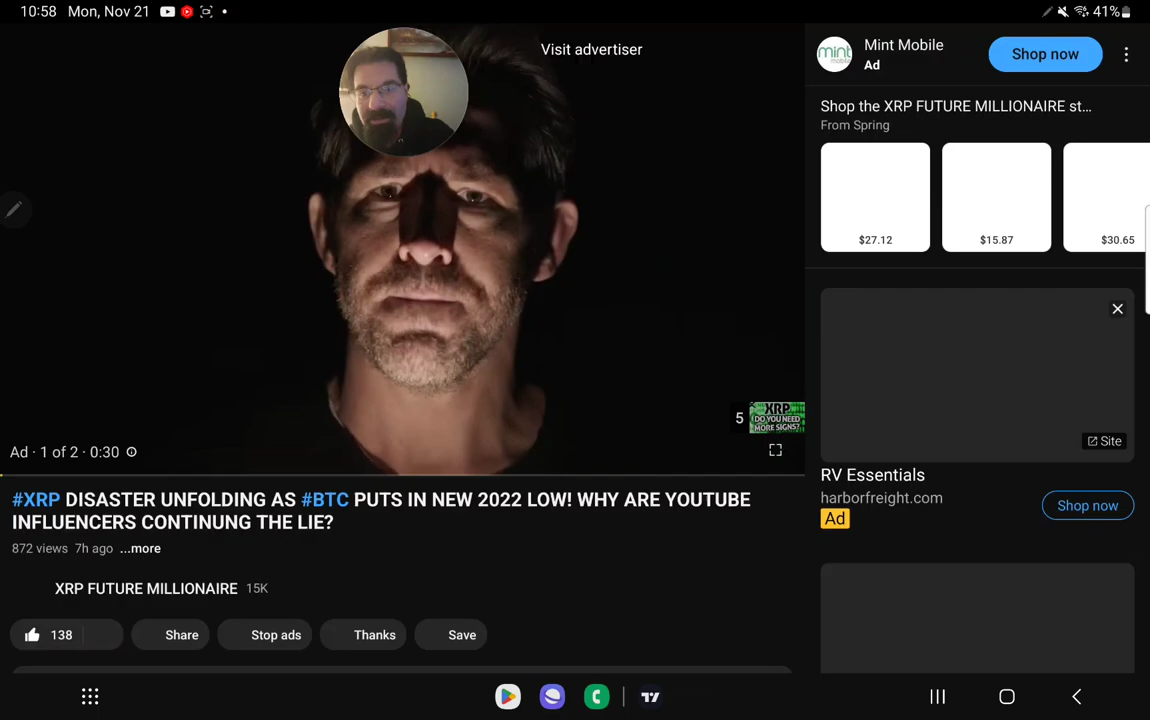 10:58 Mon, Nov 21
41%
Visit advertiser
mint
mobile
Mint Mobile
Ad
Shop now
Shop the XRP FUTURE MILLIONAIRE st…
From Spring
$27.12
$15.87
$30.65
5
XRP
DO YOU NEED
MORE SIGNS?
Ad · 1 of 2 · 0:30
Site
RV Essentials
harborfreight.com
Ad
Shop now
#XRP DISASTER UNFOLDING AS #BTC PUTS IN NEW 2022 LOW! WHY ARE YOUTUBE
INFLUENCERS CONTINUNG THE LIE?
872 views 7h ago ...more
XRP FUTURE MILLIONAIRE 15K
138
Share
Stop ads
Thanks
Save